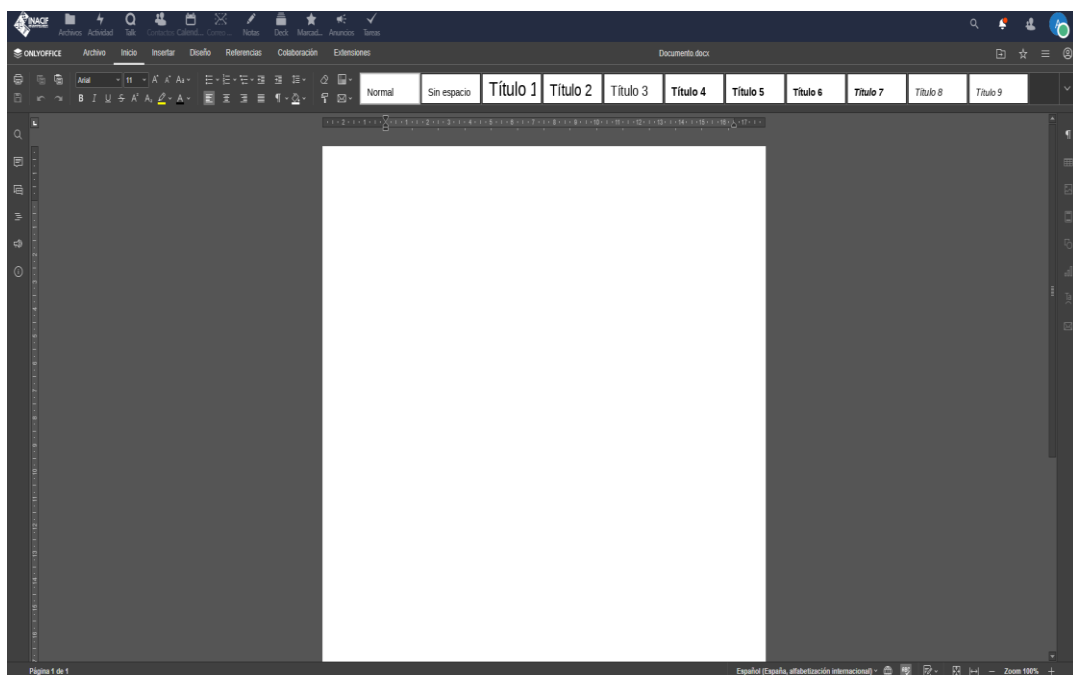 INACIF
Archivos Actividad Talk Contactos Calend... Correo... Notas Deck Marcad... Anuncios Tareas
ONLYOFFICE Archivo Inicio Insertar Diseño Referencias Colaboración Extensiones Documento.docx
Arial 11
Normal Sin espacio Título 1 Título 2 Título 3 Título 4 Título 5 Título 6 Título 7 Título 8 Título 9
Página 1 de 1 Español (España, alfabetización internacional) Zoom 100%